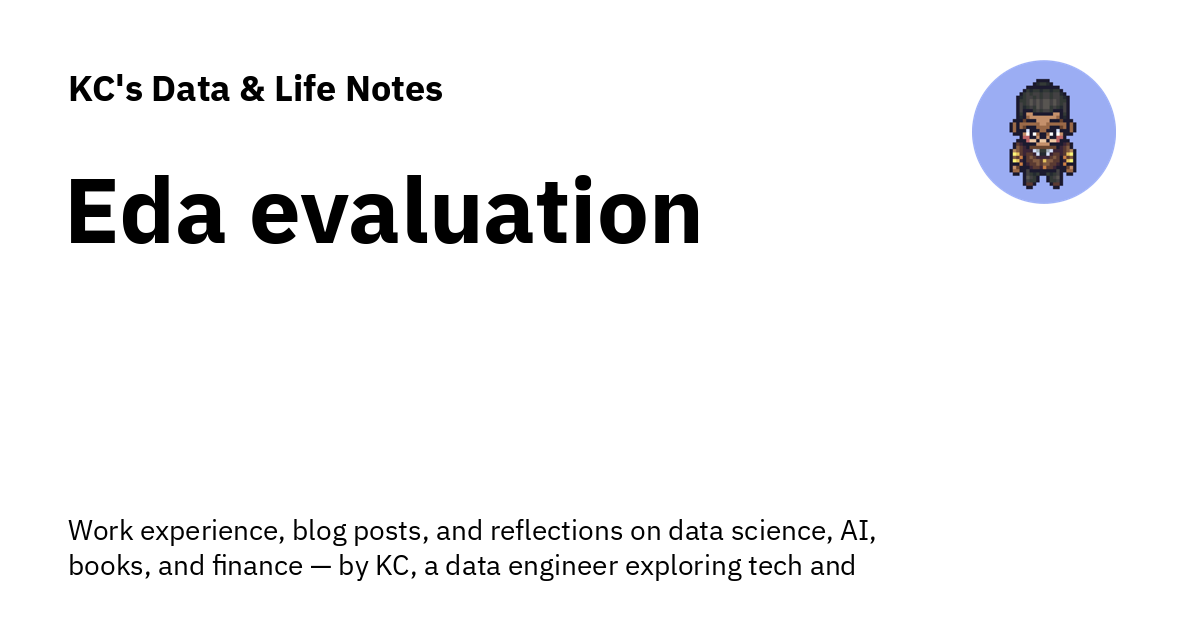 KC's Data & Life Notes
Eda evaluation
Work experience, blog posts, and reflections on data science, AI,
books, and finance — by KC, a data engineer exploring tech and